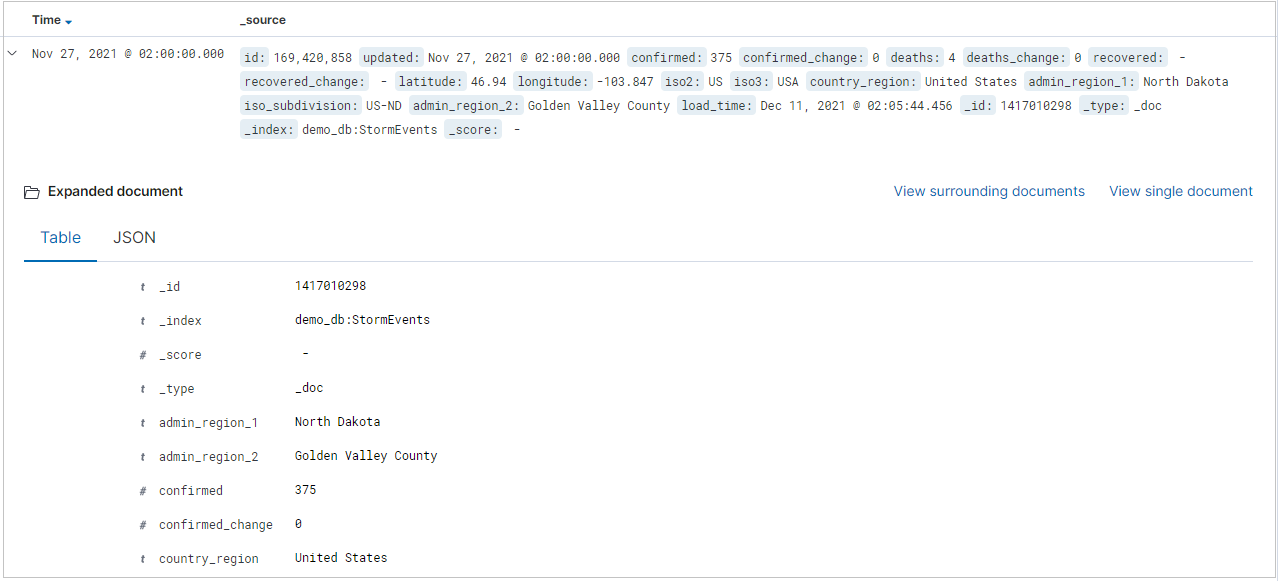 Time _source
Nov 27, 2021 @ 02:00:00.000 id: 169,420,858 updated: Nov 27, 2021 @ 02:00:00.000 confirmed: 375 confirmed_change: 0 deaths: 4 deaths_change: 0 recovered: -
recovered_change: - latitude: 46.94 longitude: -103.847 iso2: US iso3: USA country_region: United States admin_region_1: North Dakota
iso_subdivision: US-ND admin_region_2: Golden Valley County load_time: Dec 11, 2021 @ 02:05:44.456 _id: 1417010298 _type: _doc
_index: demo_db:StormEvents _score: -
Expanded document View surrounding documents View single document
Table JSON
t _id 1417010298
t _index demo_db:StormEvents
# _score -
t _type _doc
t admin_region_1 North Dakota
t admin_region_2 Golden Valley County
# confirmed 375
# confirmed_change 0
t country_region United States